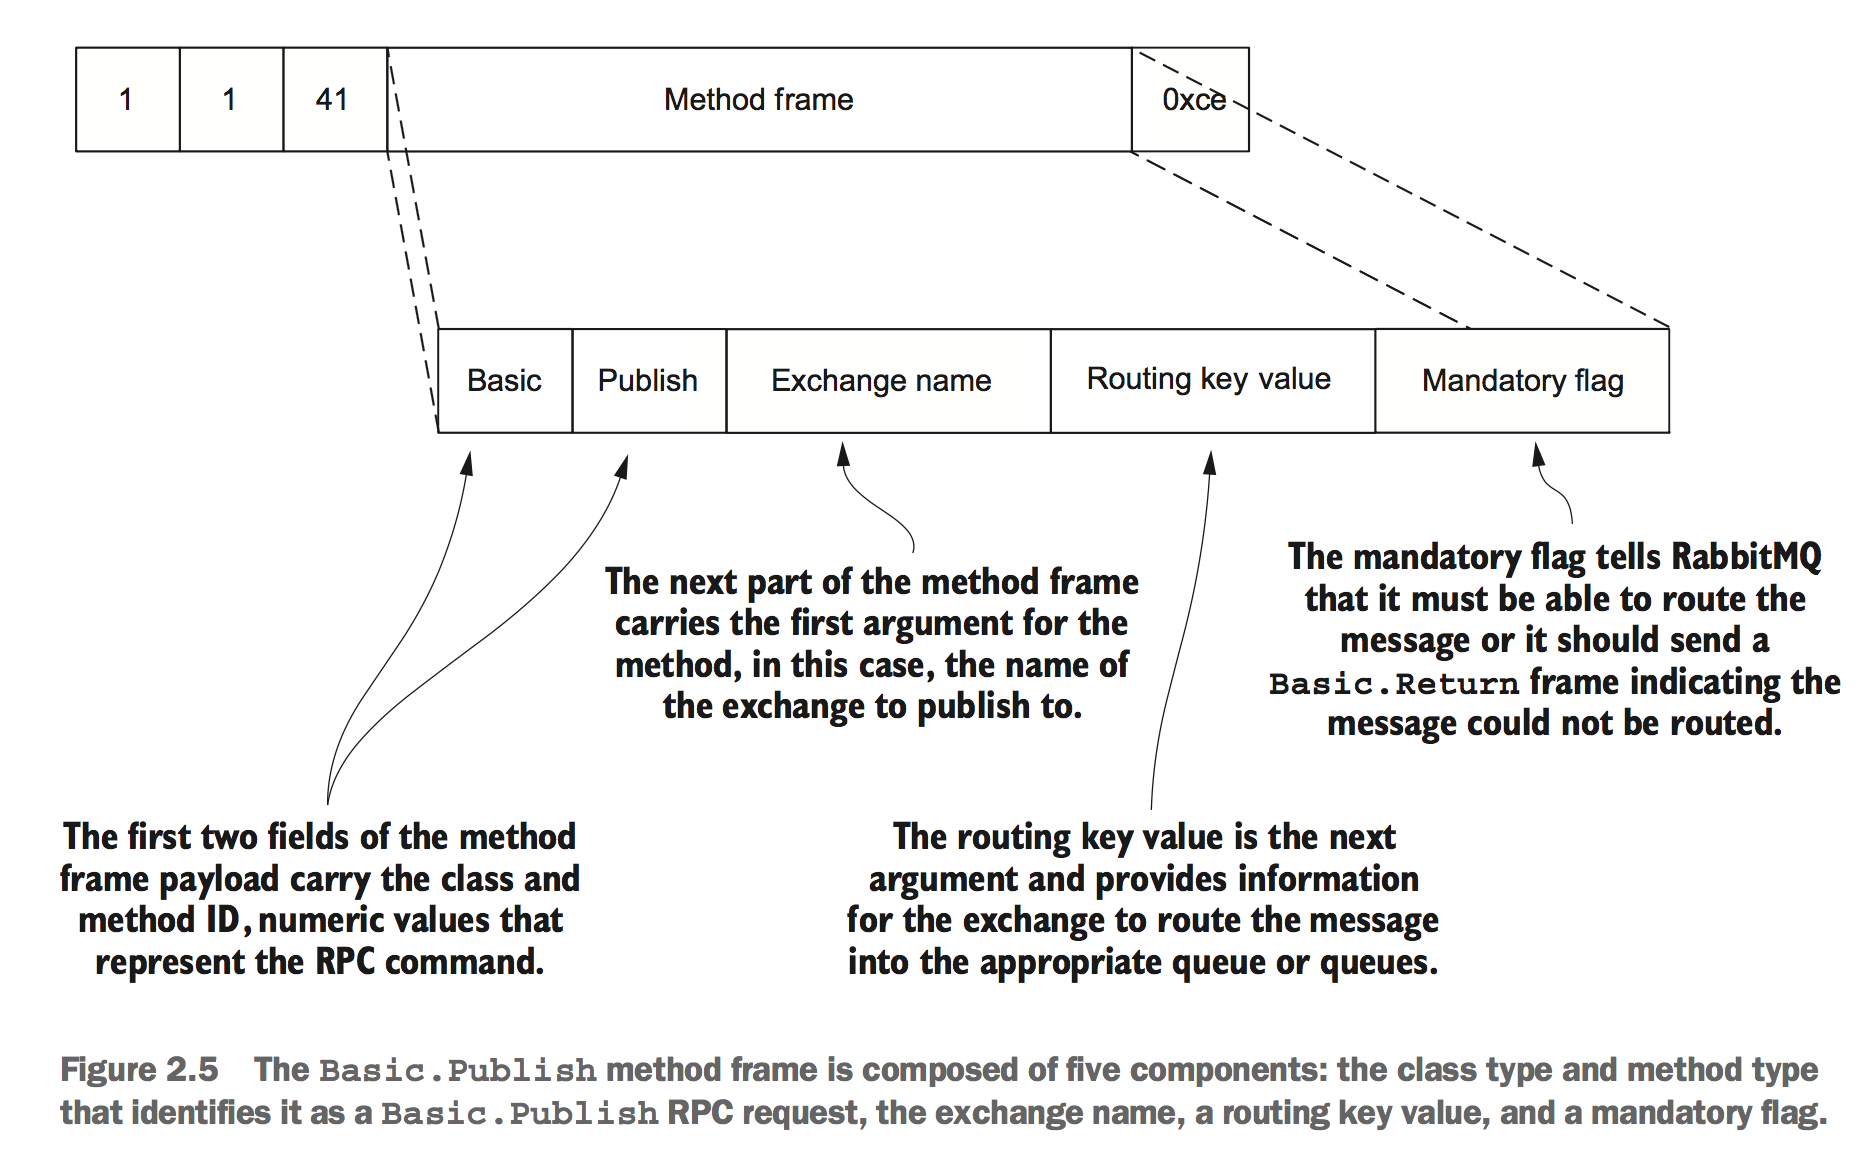 1 1 41 Method frame 0xce
Basic Publish Exchange name Routing key value Mandatory flag
The mandatory flag tells RabbitMQ
that it must be able to route the
message or it should send a
Basic.Return frame indicating the
message could not be routed.
The next part of the method frame
carries the first argument for the
method, in this case, the name of
the exchange to publish to.
The first two fields of the method
frame payload carry the class and
method ID, numeric values that
represent the RPC command.
The routing key value is the next
argument and provides information
for the exchange to route the message
into the appropriate queue or queues.
Figure 2.5 The Basic.Publish method frame is composed of five components: the class type and method type
that identifies it as a Basic.Publish RPC request, the exchange name, a routing key value, and a mandatory flag.